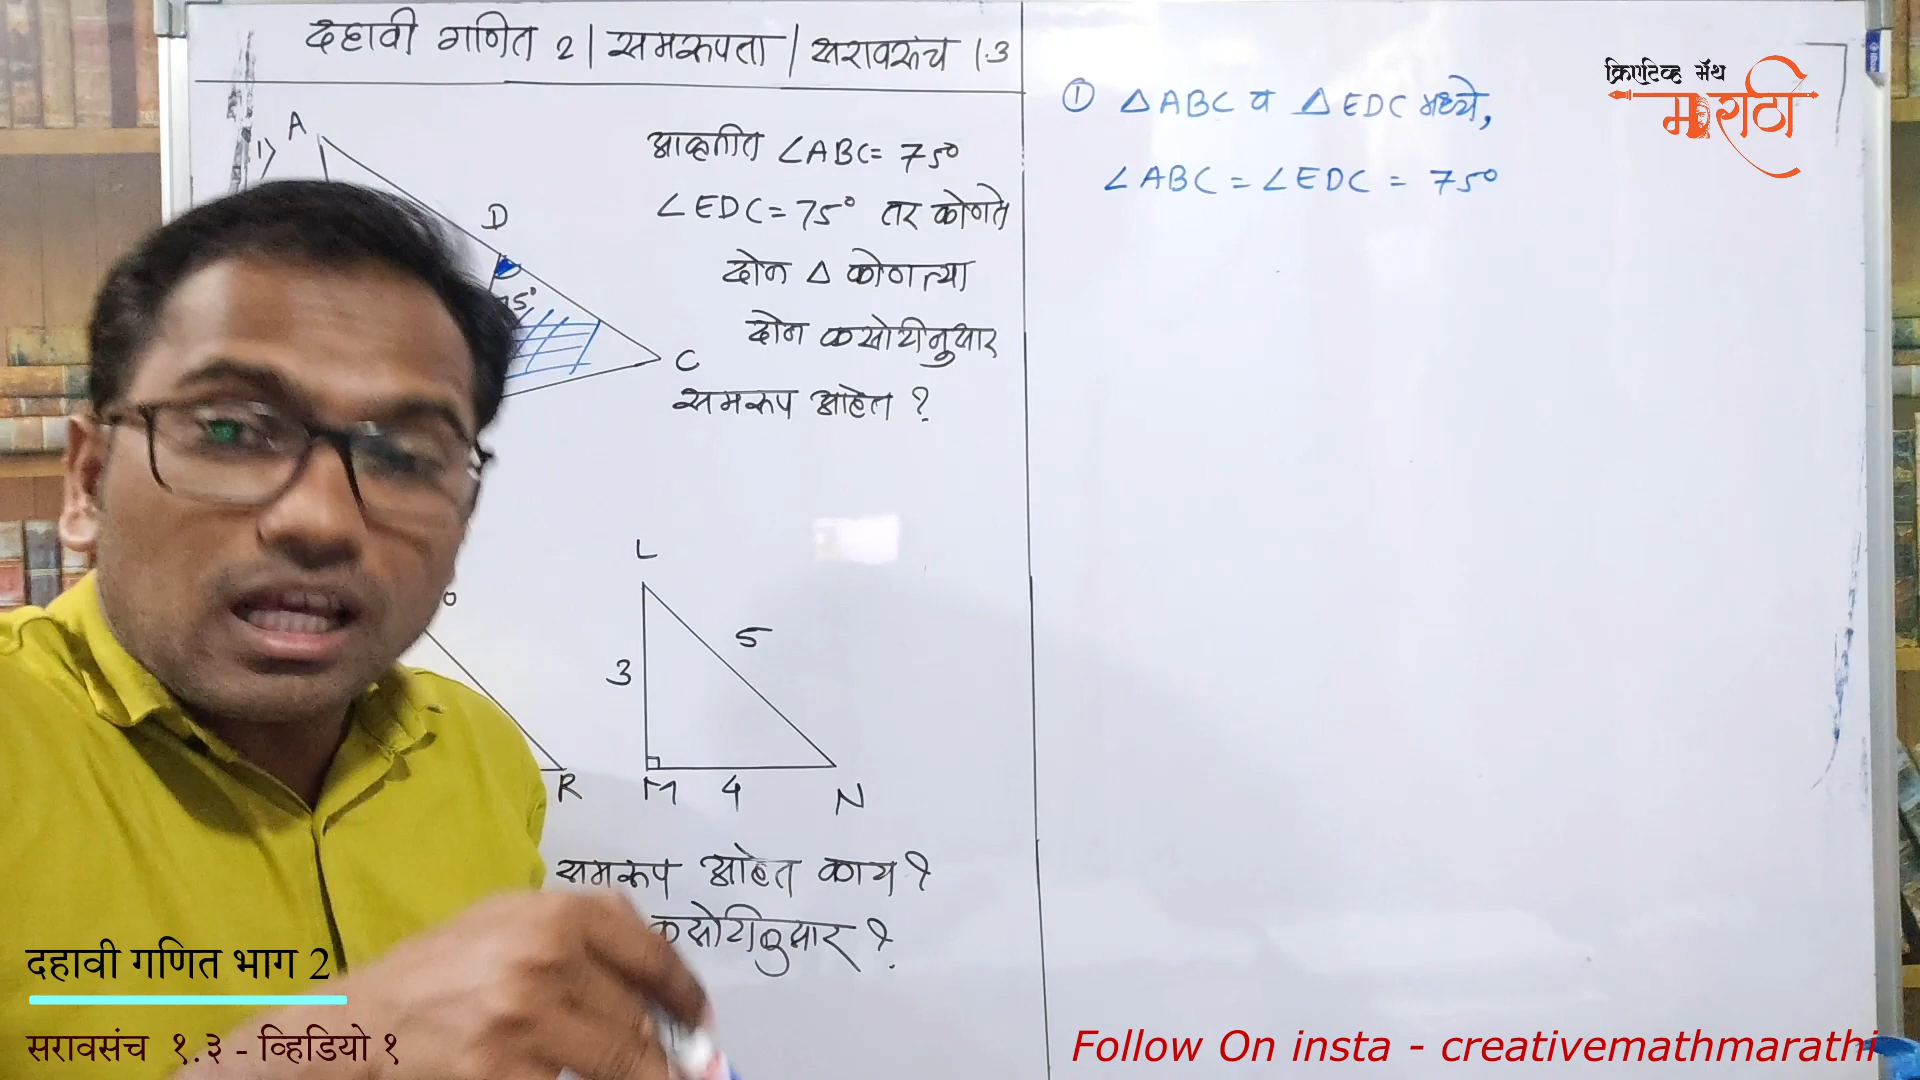 दहावी गणित 2 | समरूपता | सरावसंच 1.3
1)
A
D
75°
C
आकृतीत ∠ABC= 75°
∠EDC=75° तर कोणते
दोन △ कोणत्या
दोन कसोटीनुसार
समरूप आहेत ?
① △ABC व △EDC मध्ये,
∠ABC = ∠EDC = 75°
क्रिएटिव्ह मॅथ
मराठी
L
5
3
R
M
4
N
समरूप आहेत काय ?
कसोटीनुसार ?
दहावी गणित भाग 2
सरावसंच १.३ - व्हिडियो १
Follow On insta - creativemathmarathi